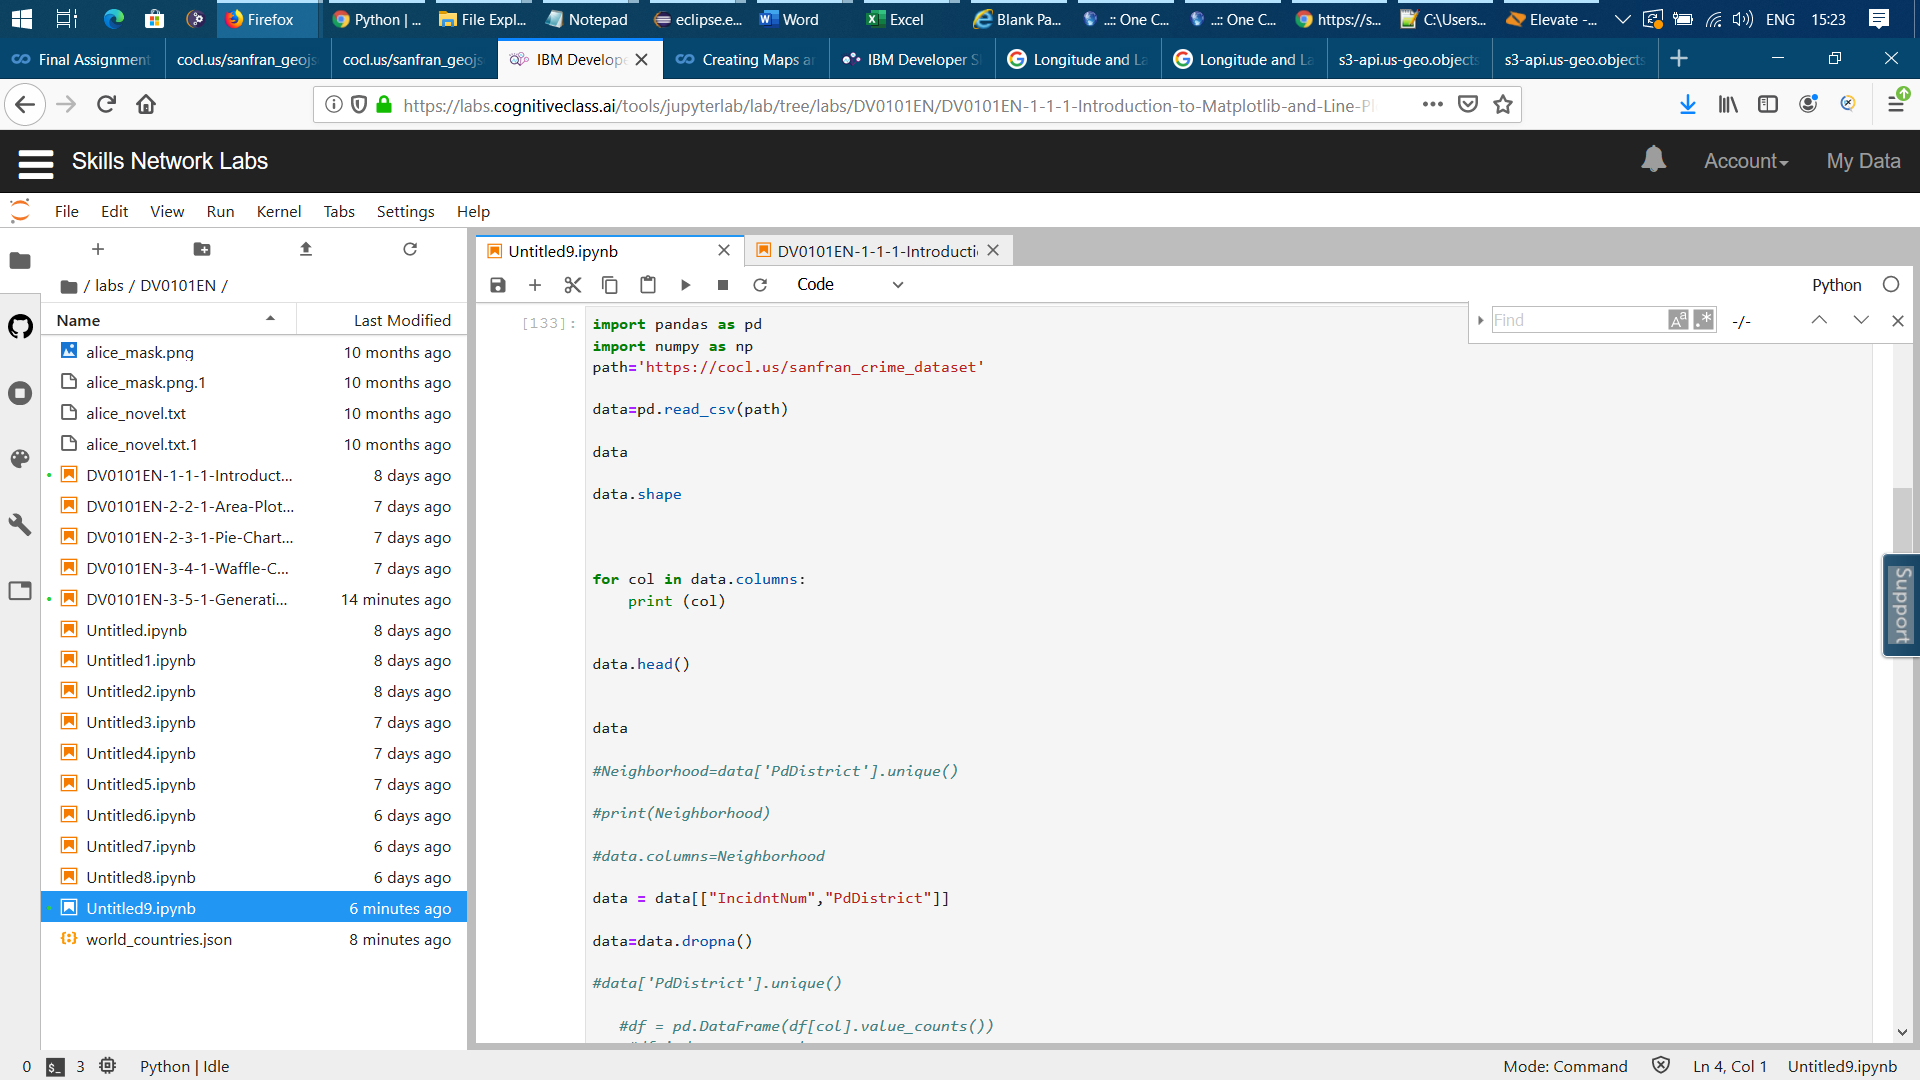 Firefox
Python | ...
File Expl...
Notepad
eclipse.e...
Word
Excel
Blank Pa...
..:: One C...
..:: One C...
https://s...
C:\Users...
Elevate -...
ENG
15:23
Final Assignment
cocl.us/sanfran_geojs
cocl.us/sanfran_geojs
IBM Develope
Creating Maps a
IBM Developer S
Longitude and La
Longitude and La
s3-api.us-geo.objects
s3-api.us-geo.objects
https://labs.cognitiveclass.ai/tools/jupyterlab/lab/tree/labs/DV0101EN/DV0101EN-1-1-1-Introduction-to-Matplotlib-and-Line-Pl
Skills Network Labs
Account
My Data
File Edit View Run Kernel Tabs Settings Help
/ labs / DV0101EN /
Name
Last Modified
alice_mask.png 10 months ago
alice_mask.png.1 10 months ago
alice_novel.txt 10 months ago
alice_novel.txt.1 10 months ago
DV0101EN-1-1-1-Introduct... 8 days ago
DV0101EN-2-2-1-Area-Plot... 7 days ago
DV0101EN-2-3-1-Pie-Chart... 7 days ago
DV0101EN-3-4-1-Waffle-C... 7 days ago
DV0101EN-3-5-1-Generati... 14 minutes ago
Untitled.ipynb 8 days ago
Untitled1.ipynb 8 days ago
Untitled2.ipynb 8 days ago
Untitled3.ipynb 7 days ago
Untitled4.ipynb 7 days ago
Untitled5.ipynb 7 days ago
Untitled6.ipynb 6 days ago
Untitled7.ipynb 6 days ago
Untitled8.ipynb 6 days ago
Untitled9.ipynb 6 minutes ago
world_countries.json 8 minutes ago
Untitled9.ipynb
DV0101EN-1-1-1-Introducti
Code
Python
Find
Aa
.*
-/-
[133]:
import pandas as pd
import numpy as np
path='https://cocl.us/sanfran_crime_dataset'
data=pd.read_csv(path)
data
data.shape
for col in data.columns:
print (col)
data.head()
data
#Neighborhood=data['PdDistrict'].unique()
#print(Neighborhood)
#data.columns=Neighborhood
data = data[["IncidntNum","PdDistrict"]]
data=data.dropna()
#data['PdDistrict'].unique()
#df = pd.DataFrame(df[col].value_counts())
Support
0
$_
3
Python | Idle
Mode: Command
Ln 4, Col 1
Untitled9.ipynb